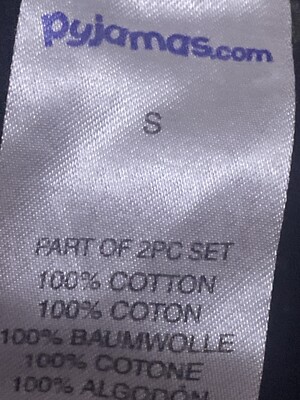 pyjamas.com
S
PART OF 2PC SET
100% COTTON
100% COTON
100% BAUMWOLLE
100% COTONE
100% ALGODÓN